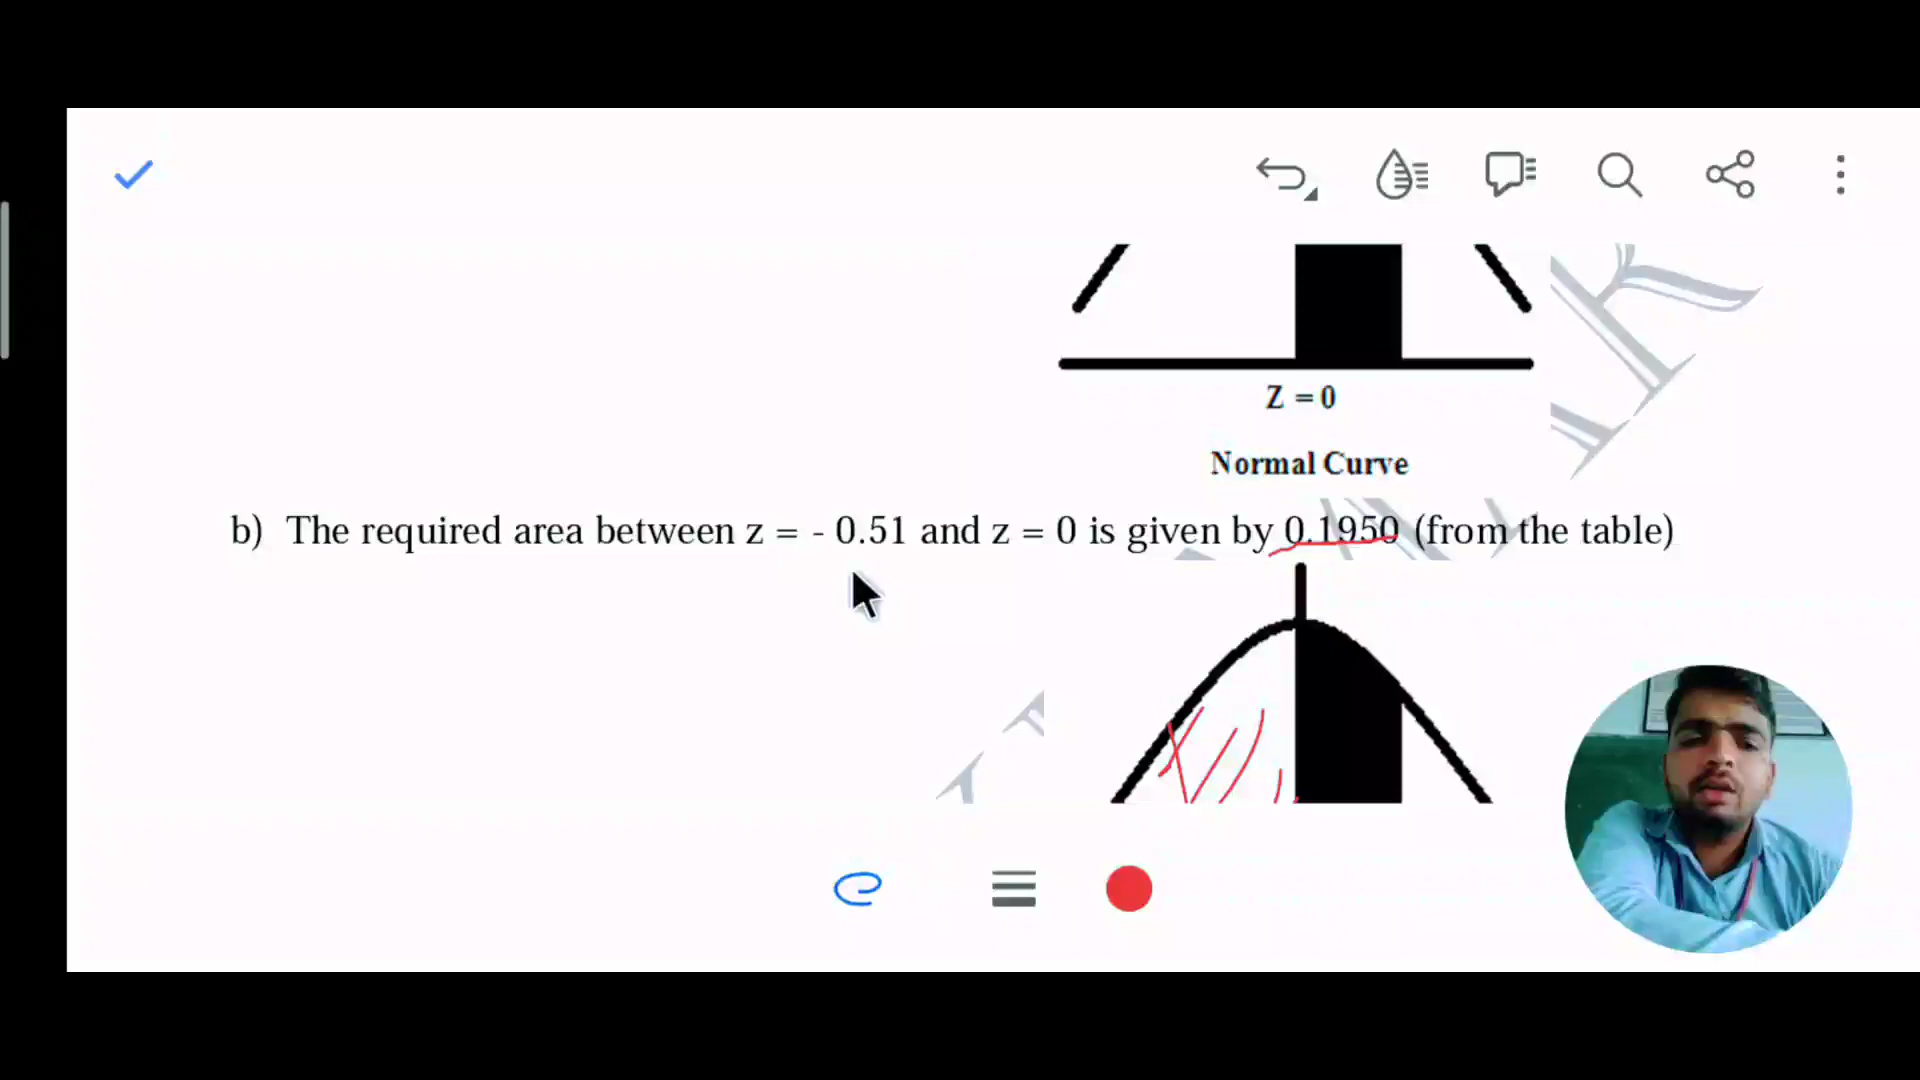 Z = 0
Normal Curve
b) The required area between z = - 0.51 and z = 0 is given by 0.1950 (from the table)